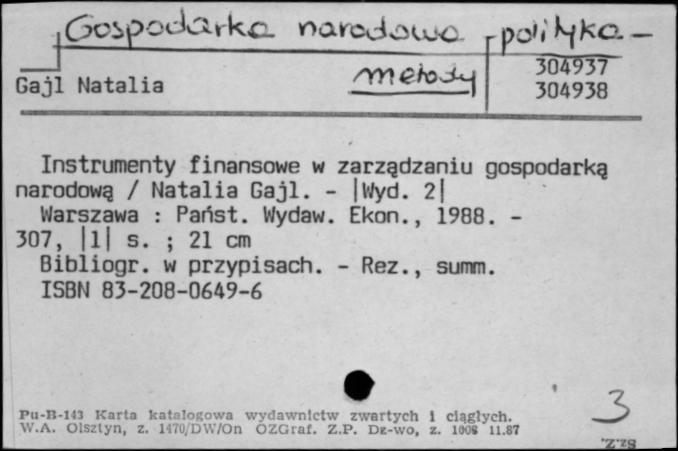 Gospodarka narodowa - polityka -
metody
304937
Gajl Natalia
304938
Instrumenty finansowe w zarządzaniu gospodarką
narodową / Natalia Gajl. - |Wyd. 2|
Warszawa : Państ. Wydaw. Ekon., 1988. -
307, |1| s. ; 21 cm
Bibliogr. w przypisach. - Rez., summ.
ISBN 83-208-0649-6
3
Pu-B-143 Karta katalogowa wydawnictw zwartych i ciągłych.
W.A. Olsztyn, z. 1470/DW/On OZGraf. Z.P. Dz-wo, z. 1008 11.87
Sz.Z.